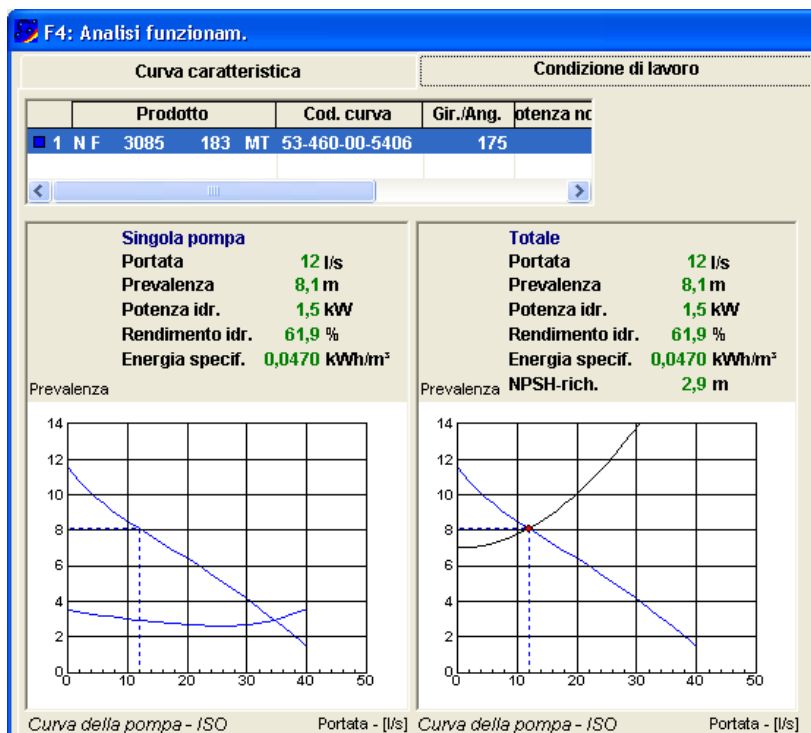 F4: Analisi funzionam.
Curva caratteristica
Condizione di lavoro
Prodotto Cod. curva Gir./Ang. otenza no
1 N F 3085 183 MT 53-460-00-5406 175
Singola pompa
Portata 12 l/s
Prevalenza 8,1 m
Potenza idr. 1,5 kW
Rendimento idr. 61,9 %
Energia specif. 0,0470 kWh/m³
Prevalenza
14
12
10
8
6
4
2
0
0 10 20 30 40 50
Curva della pompa - ISO Portata - [l/s]
Totale
Portata 12 l/s
Prevalenza 8,1 m
Potenza idr. 1,5 kW
Rendimento idr. 61,9 %
Energia specif. 0,0470 kWh/m³
Prevalenza NPSH-rich. 2,9 m
14
12
10
8
6
4
2
0
0 10 20 30 40 50
Curva della pompa - ISO Portata - [l/s]